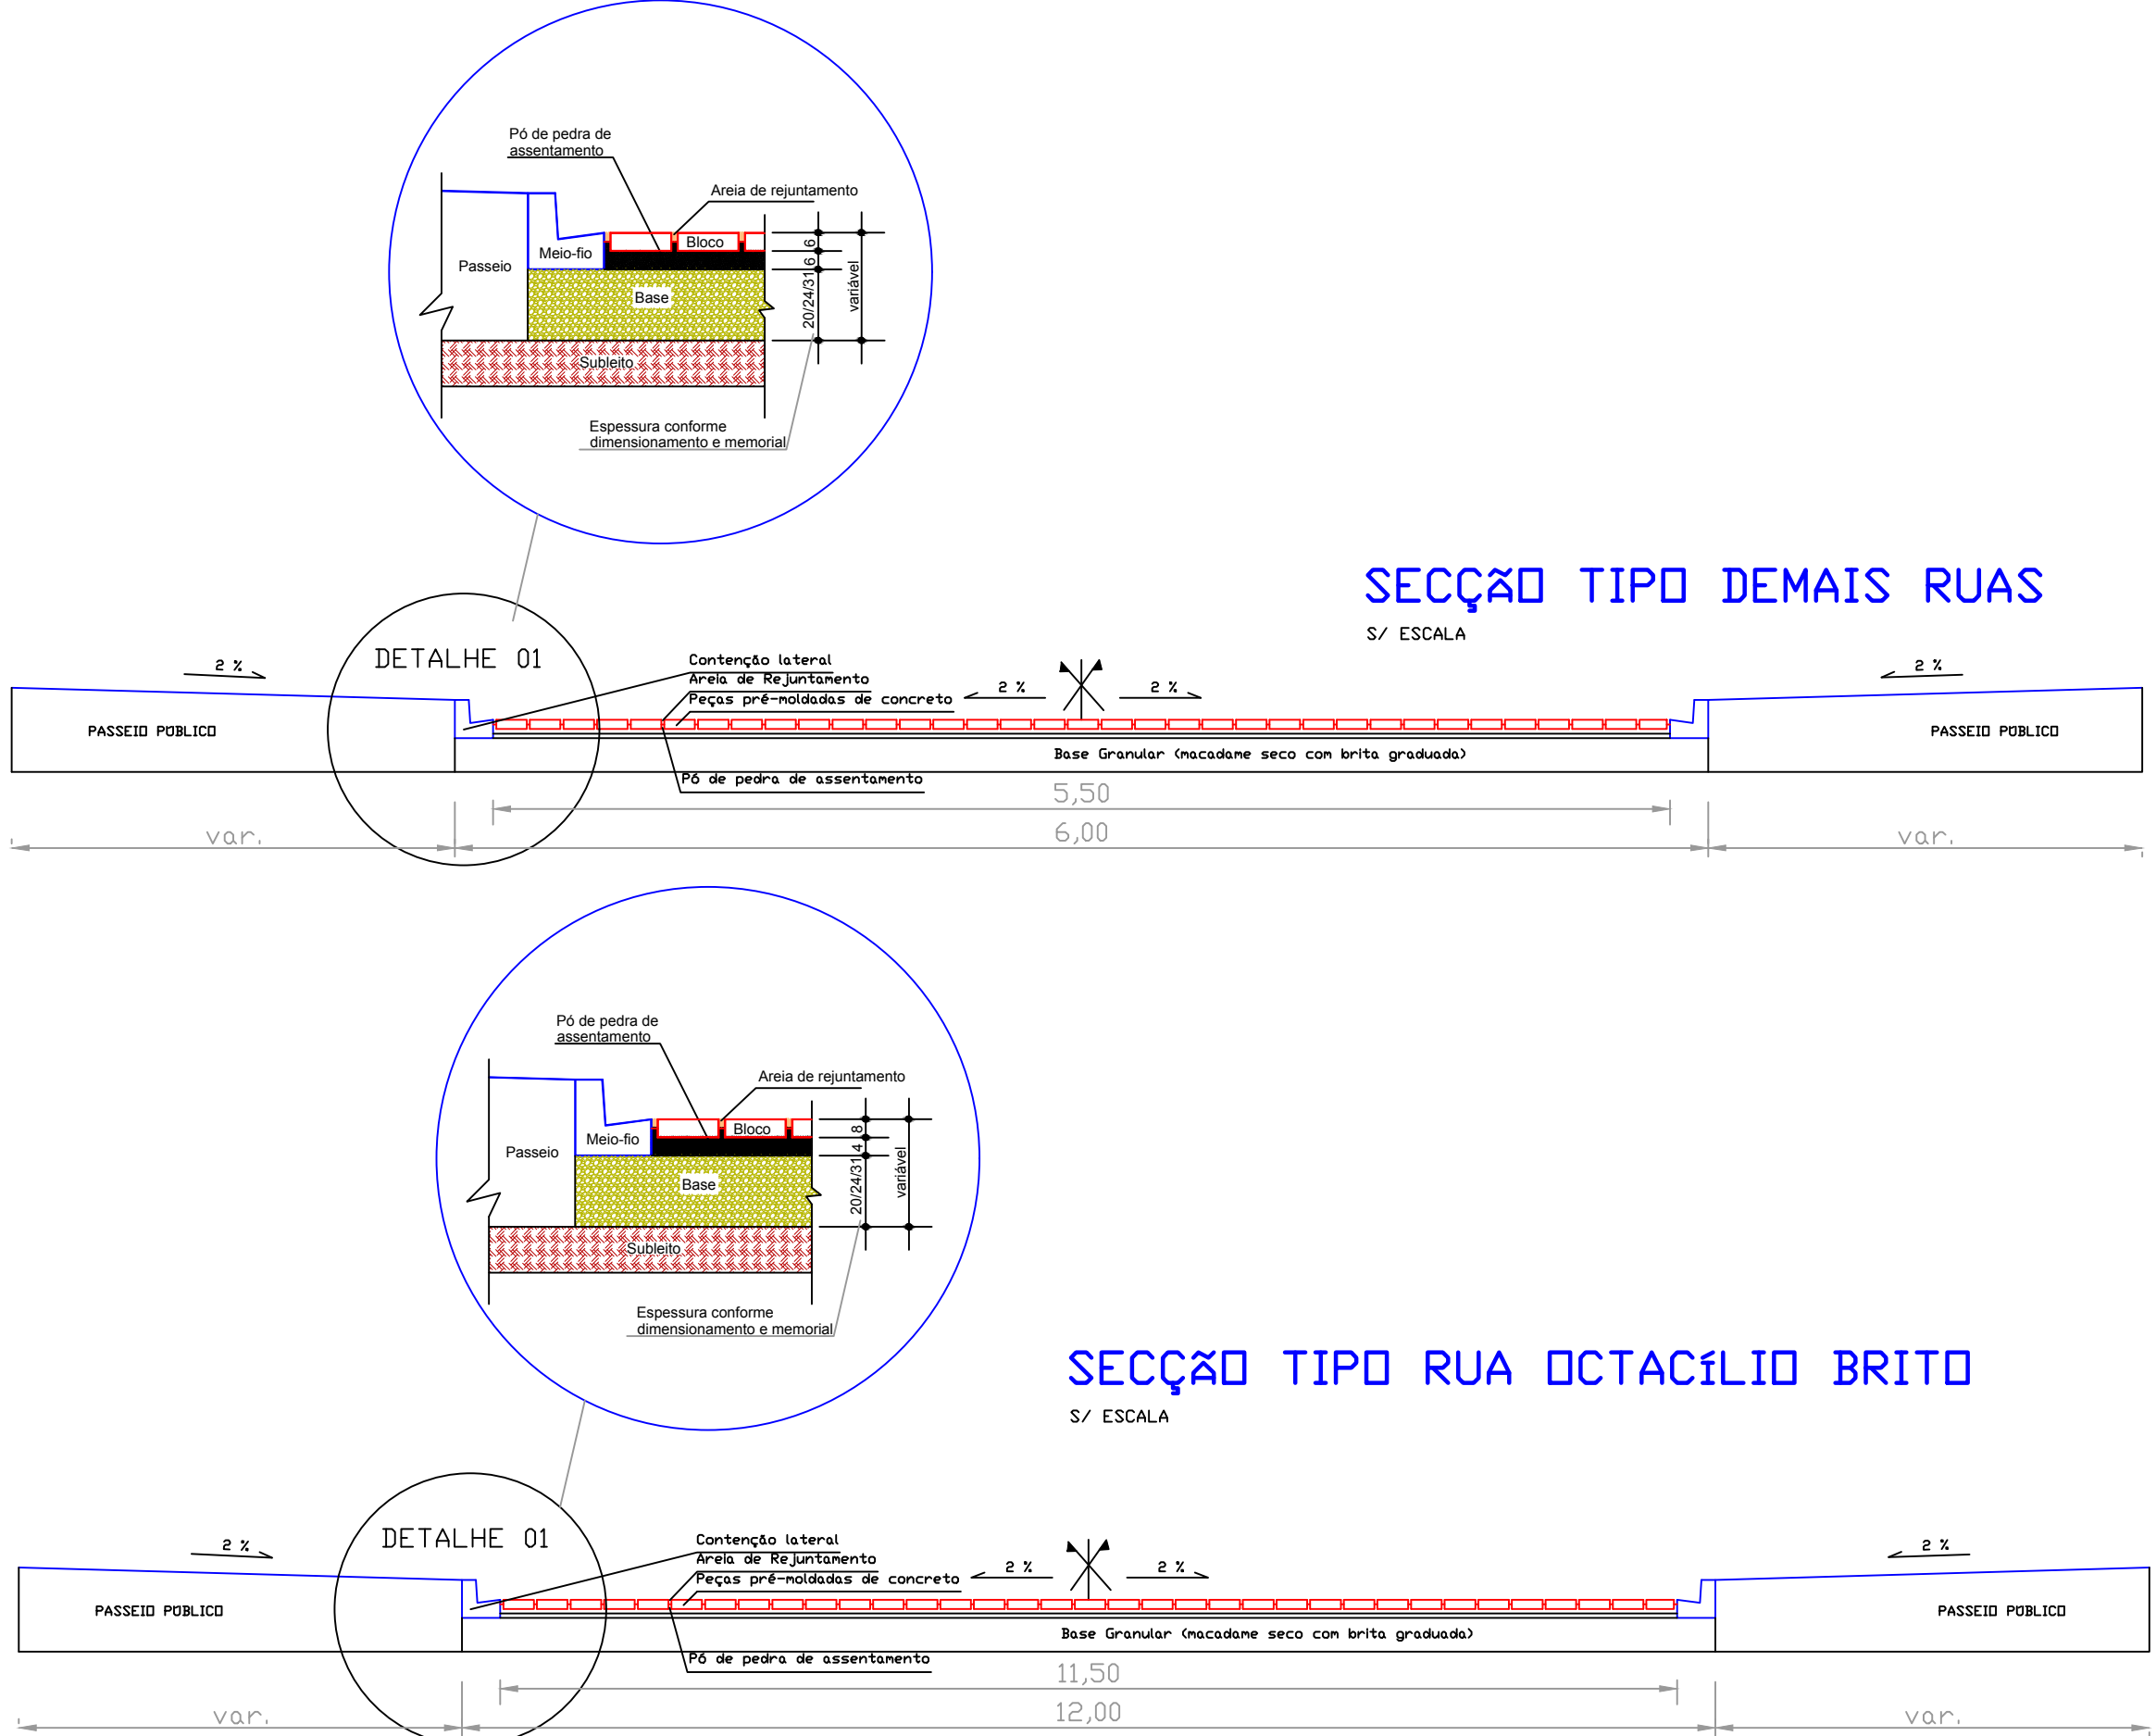 Pó de pedra de
assentamento
Areia de rejuntamento
Bloco
Meio-fio
Passeio
Base
Subleito
6
6
20/24/31
variável
Espessura conforme
dimensionamento e memorial
SECÇÃO TIPO DEMAIS RUAS
S/ ESCALA
DETALHE 01
2 %
Contenção lateral
Areia de Rejuntamento
Peças pré-moldadas de concreto
2 %
2 %
2 %
PASSEIO PÚBLICO
PASSEIO PÚBLICO
Base Granular (macadame seco com brita graduada)
Pó de pedra de assentamento
5,50
var.
6,00
var.
Pó de pedra de
assentamento
Areia de rejuntamento
Bloco
Meio-fio
Passeio
Base
Subleito
8
4
20/24/31
variável
Espessura conforme
dimensionamento e memorial
SECÇÃO TIPO RUA OCTACíLIO BRITO
S/ ESCALA
DETALHE 01
2 %
Contenção lateral
Areia de Rejuntamento
Peças pré-moldadas de concreto
2 %
2 %
2 %
PASSEIO PÚBLICO
PASSEIO PÚBLICO
Base Granular (macadame seco com brita graduada)
Pó de pedra de assentamento
11,50
var.
12,00
var.